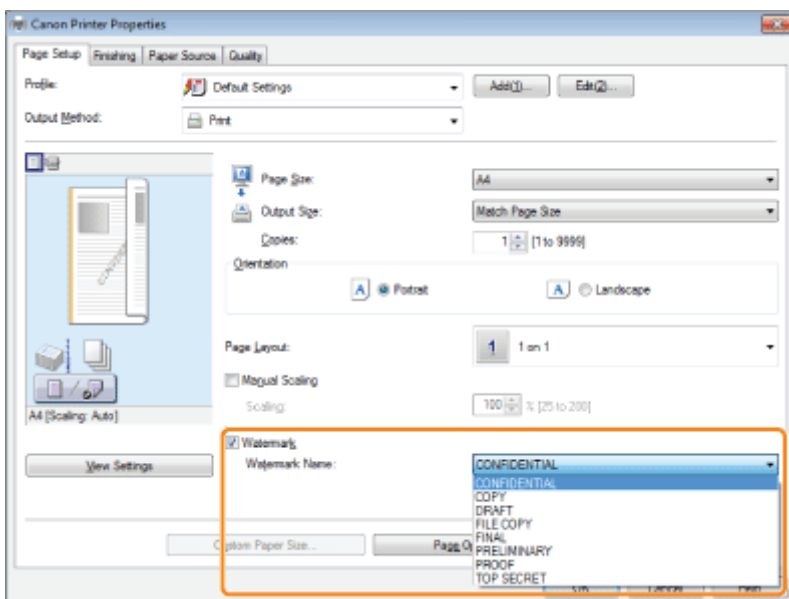 Canon Printer Properties
Page Setup Finishing Paper Source Quality
Profile: Default Settings Add(1)... Edit(2)...
Output Method: Print
Page Size: A4
Output Size: Match Page Size
Copies: 1 [1 to 9999]
Orientation
A Portrait A Landscape
Page Layout: 1 1 on 1
Manual Scaling
Scaling: 100 % [25 to 200]
A4 [Scaling: Auto]
Watermark
View Settings
Watermark Name: CONFIDENTIAL
CONFIDENTIAL
COPY
DRAFT
FILE COPY
FINAL
PRELIMINARY
PROOF
TOP SECRET
Custom Paper Size... Page O
OK Cancel Help